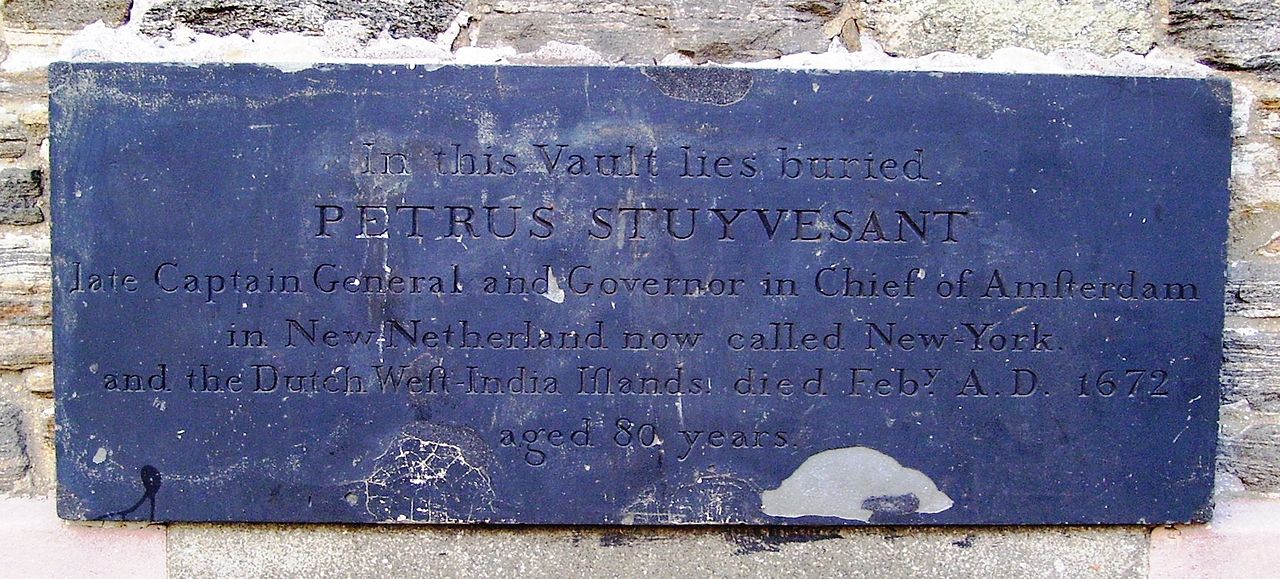 In this Vault lies buried
PETRUS STUYVESANT
late Captain General and Governor in Chief of Amſterdam
in New-Netherland now called New-York.
and the Dutch Weſt-India Iſlands. died Feb.ʸ A.D. 1672
aged 80 years.